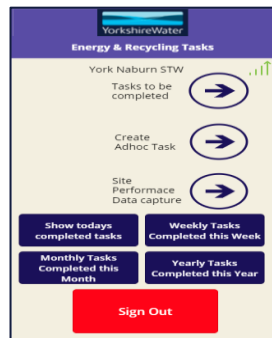 YorkshireWater
Energy & Recycling Tasks
York Naburn STW
Tasks to be
completed
Create
Adhoc Task
Site
Performace
Data capture
Show todays
completed tasks
Weekly Tasks
Completed this Week
Monthly Tasks
Completed this
Month
Yearly Tasks
Completed this Year
Sign Out